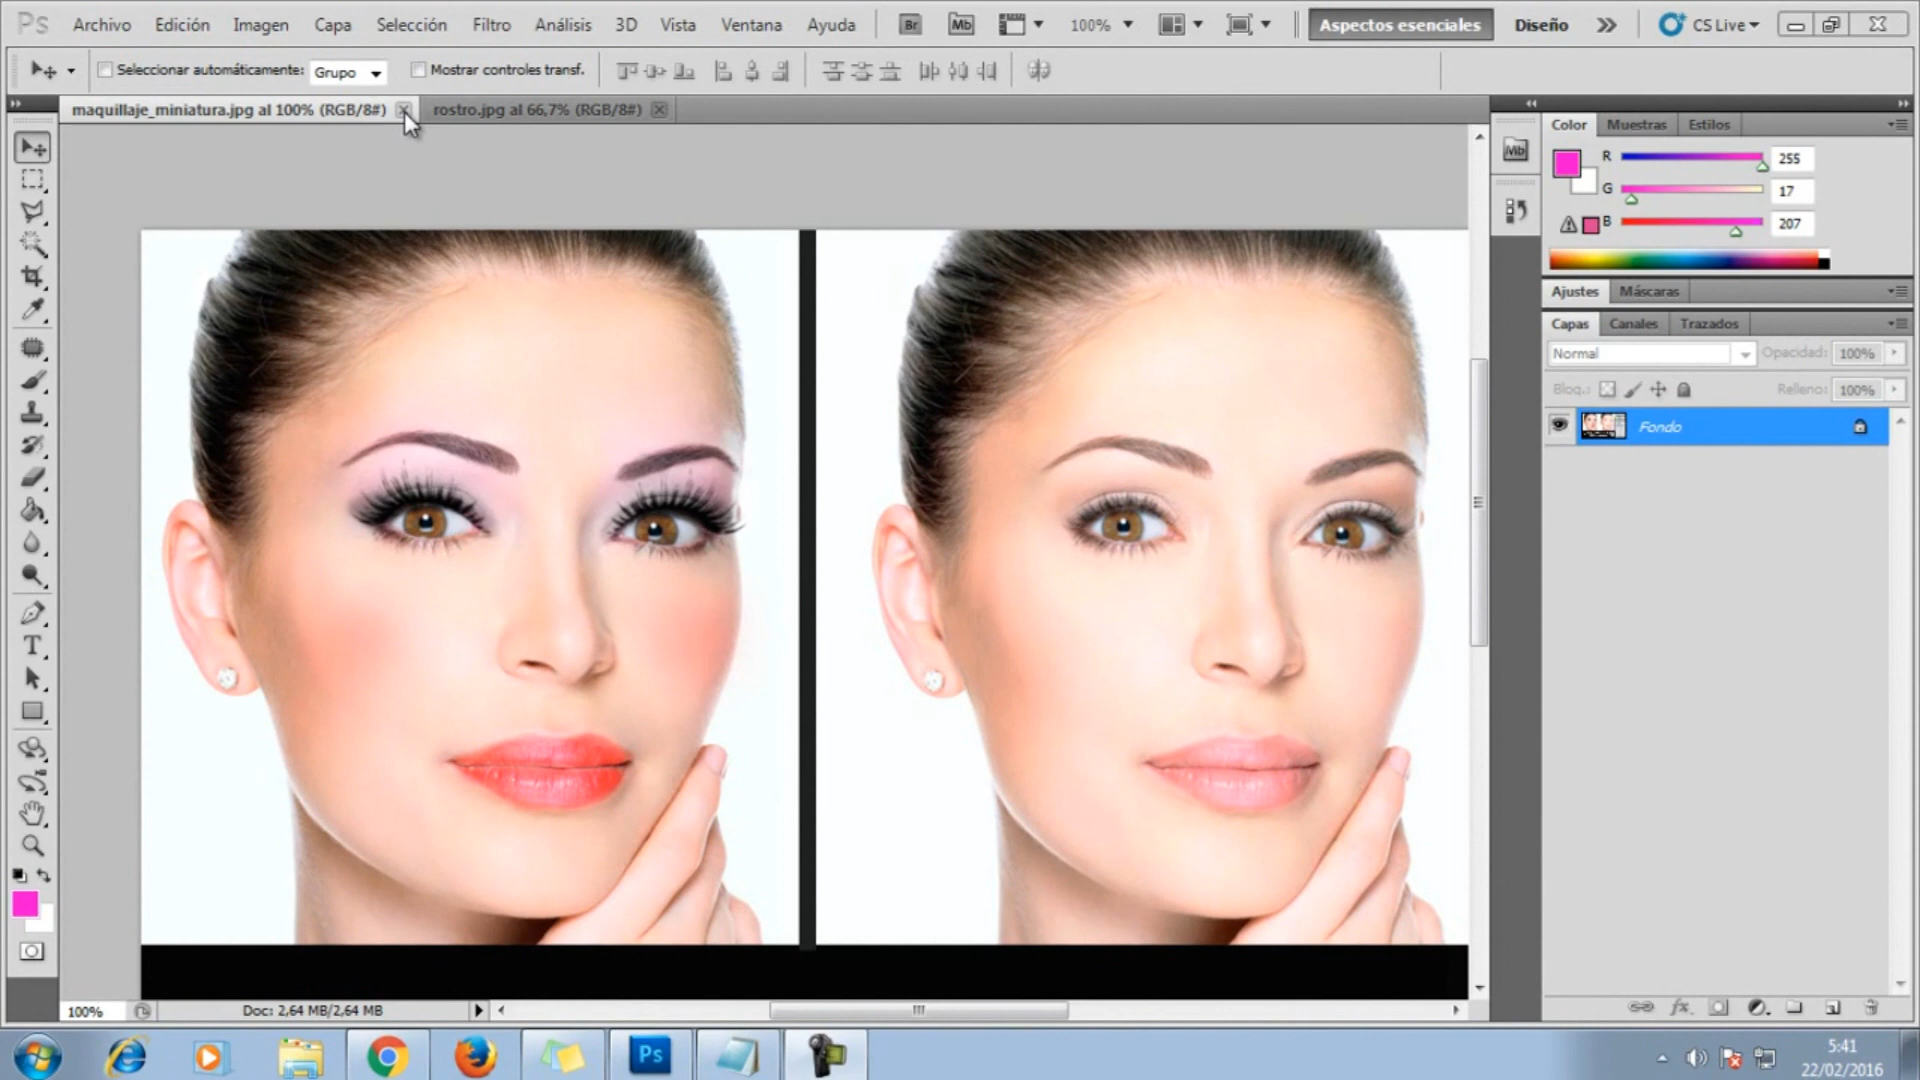 Ps Archivo Edición Imagen Capa Selección Filtro Análisis 3D Vista Ventana Ayuda Br Mb 100% Aspectos esenciales Diseño CS Live
Seleccionar automáticamente: Grupo Mostrar controles transf.
maquillaje_miniatura.jpg al 100% (RGB/8#) rostro.jpg al 66,7% (RGB/8#)
Color Muestras Estilos
Mb
R 255
G 17
B 207
Ajustes Máscaras
Capas Canales Trazados
Normal Opacidad: 100%
Bloq.: Relleno: 100%
Fondo
T
100% Doc: 2,64 MB/2,64 MB
fx.
Ps
5:41
22/02/2016